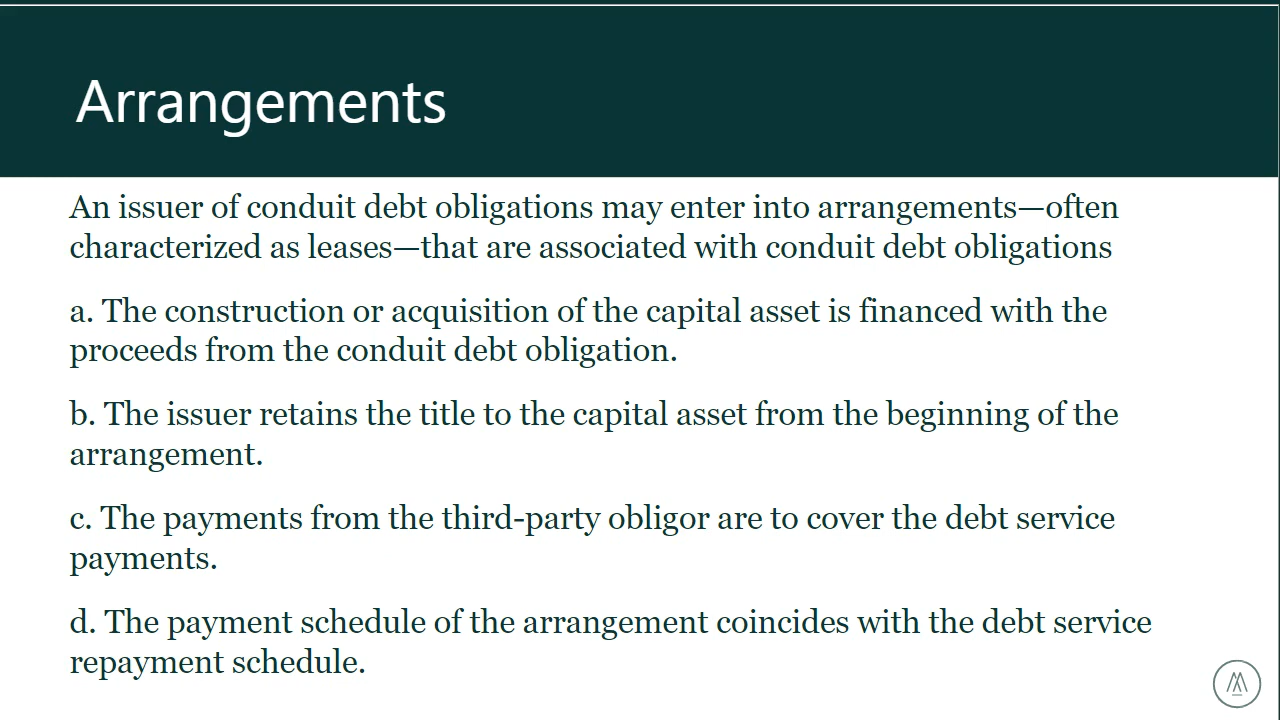 Arrangements
An issuer of conduit debt obligations may enter into arrangements—often
characterized as leases—that are associated with conduit debt obligations
a. The construction or acquisition of the capital asset is financed with the
proceeds from the conduit debt obligation.
b. The issuer retains the title to the capital asset from the beginning of the
arrangement.
c. The payments from the third-party obligor are to cover the debt service
payments.
d. The payment schedule of the arrangement coincides with the debt service
repayment schedule.